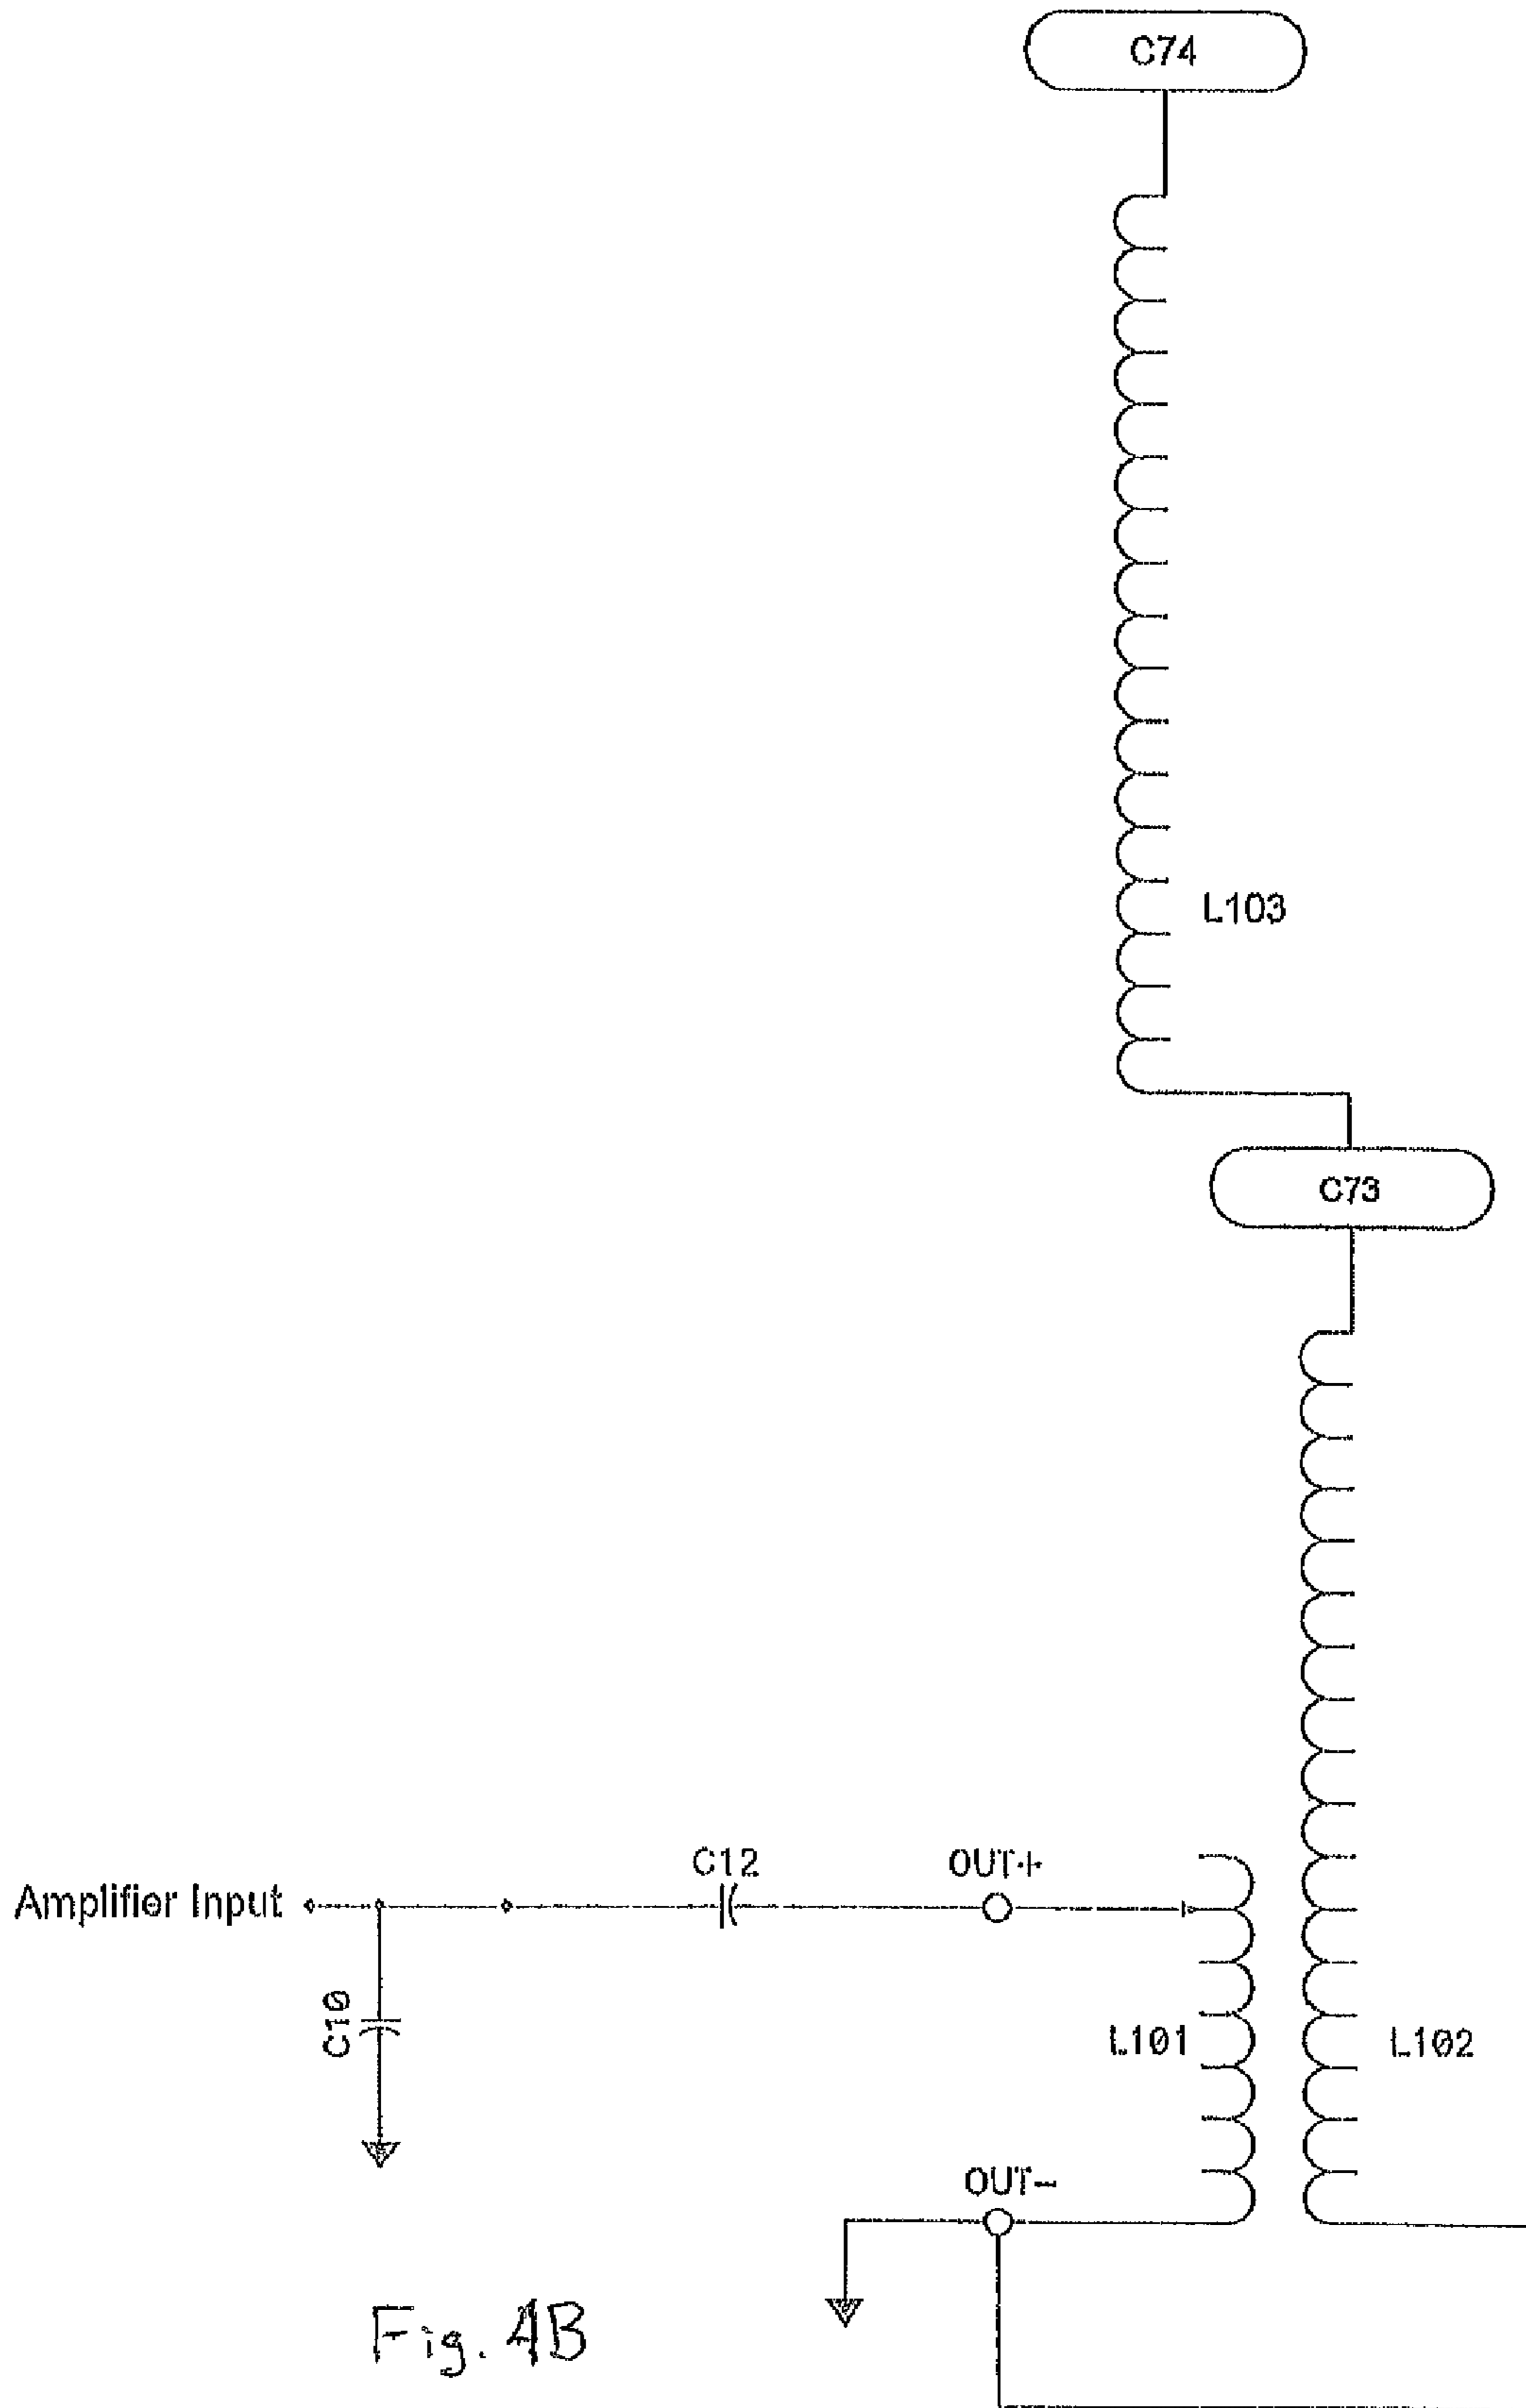 C74
L103
C73
C12
OUT+
Amplifier Input
C10
L101
L102
OUT-
Fig. 4B